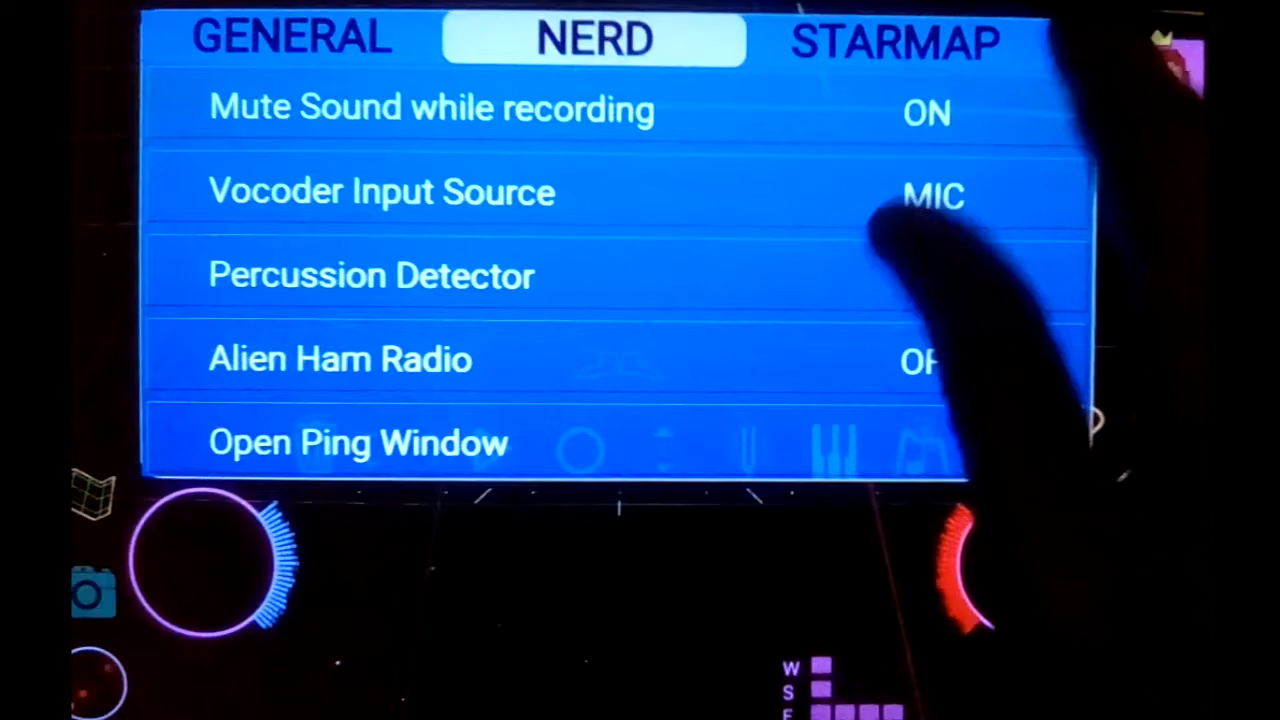 GENERAL NERD STARMAP
Mute Sound while recording ON
Vocoder Input Source MIC
Percussion Detector
Alien Ham Radio
Open Ping Window
W
S